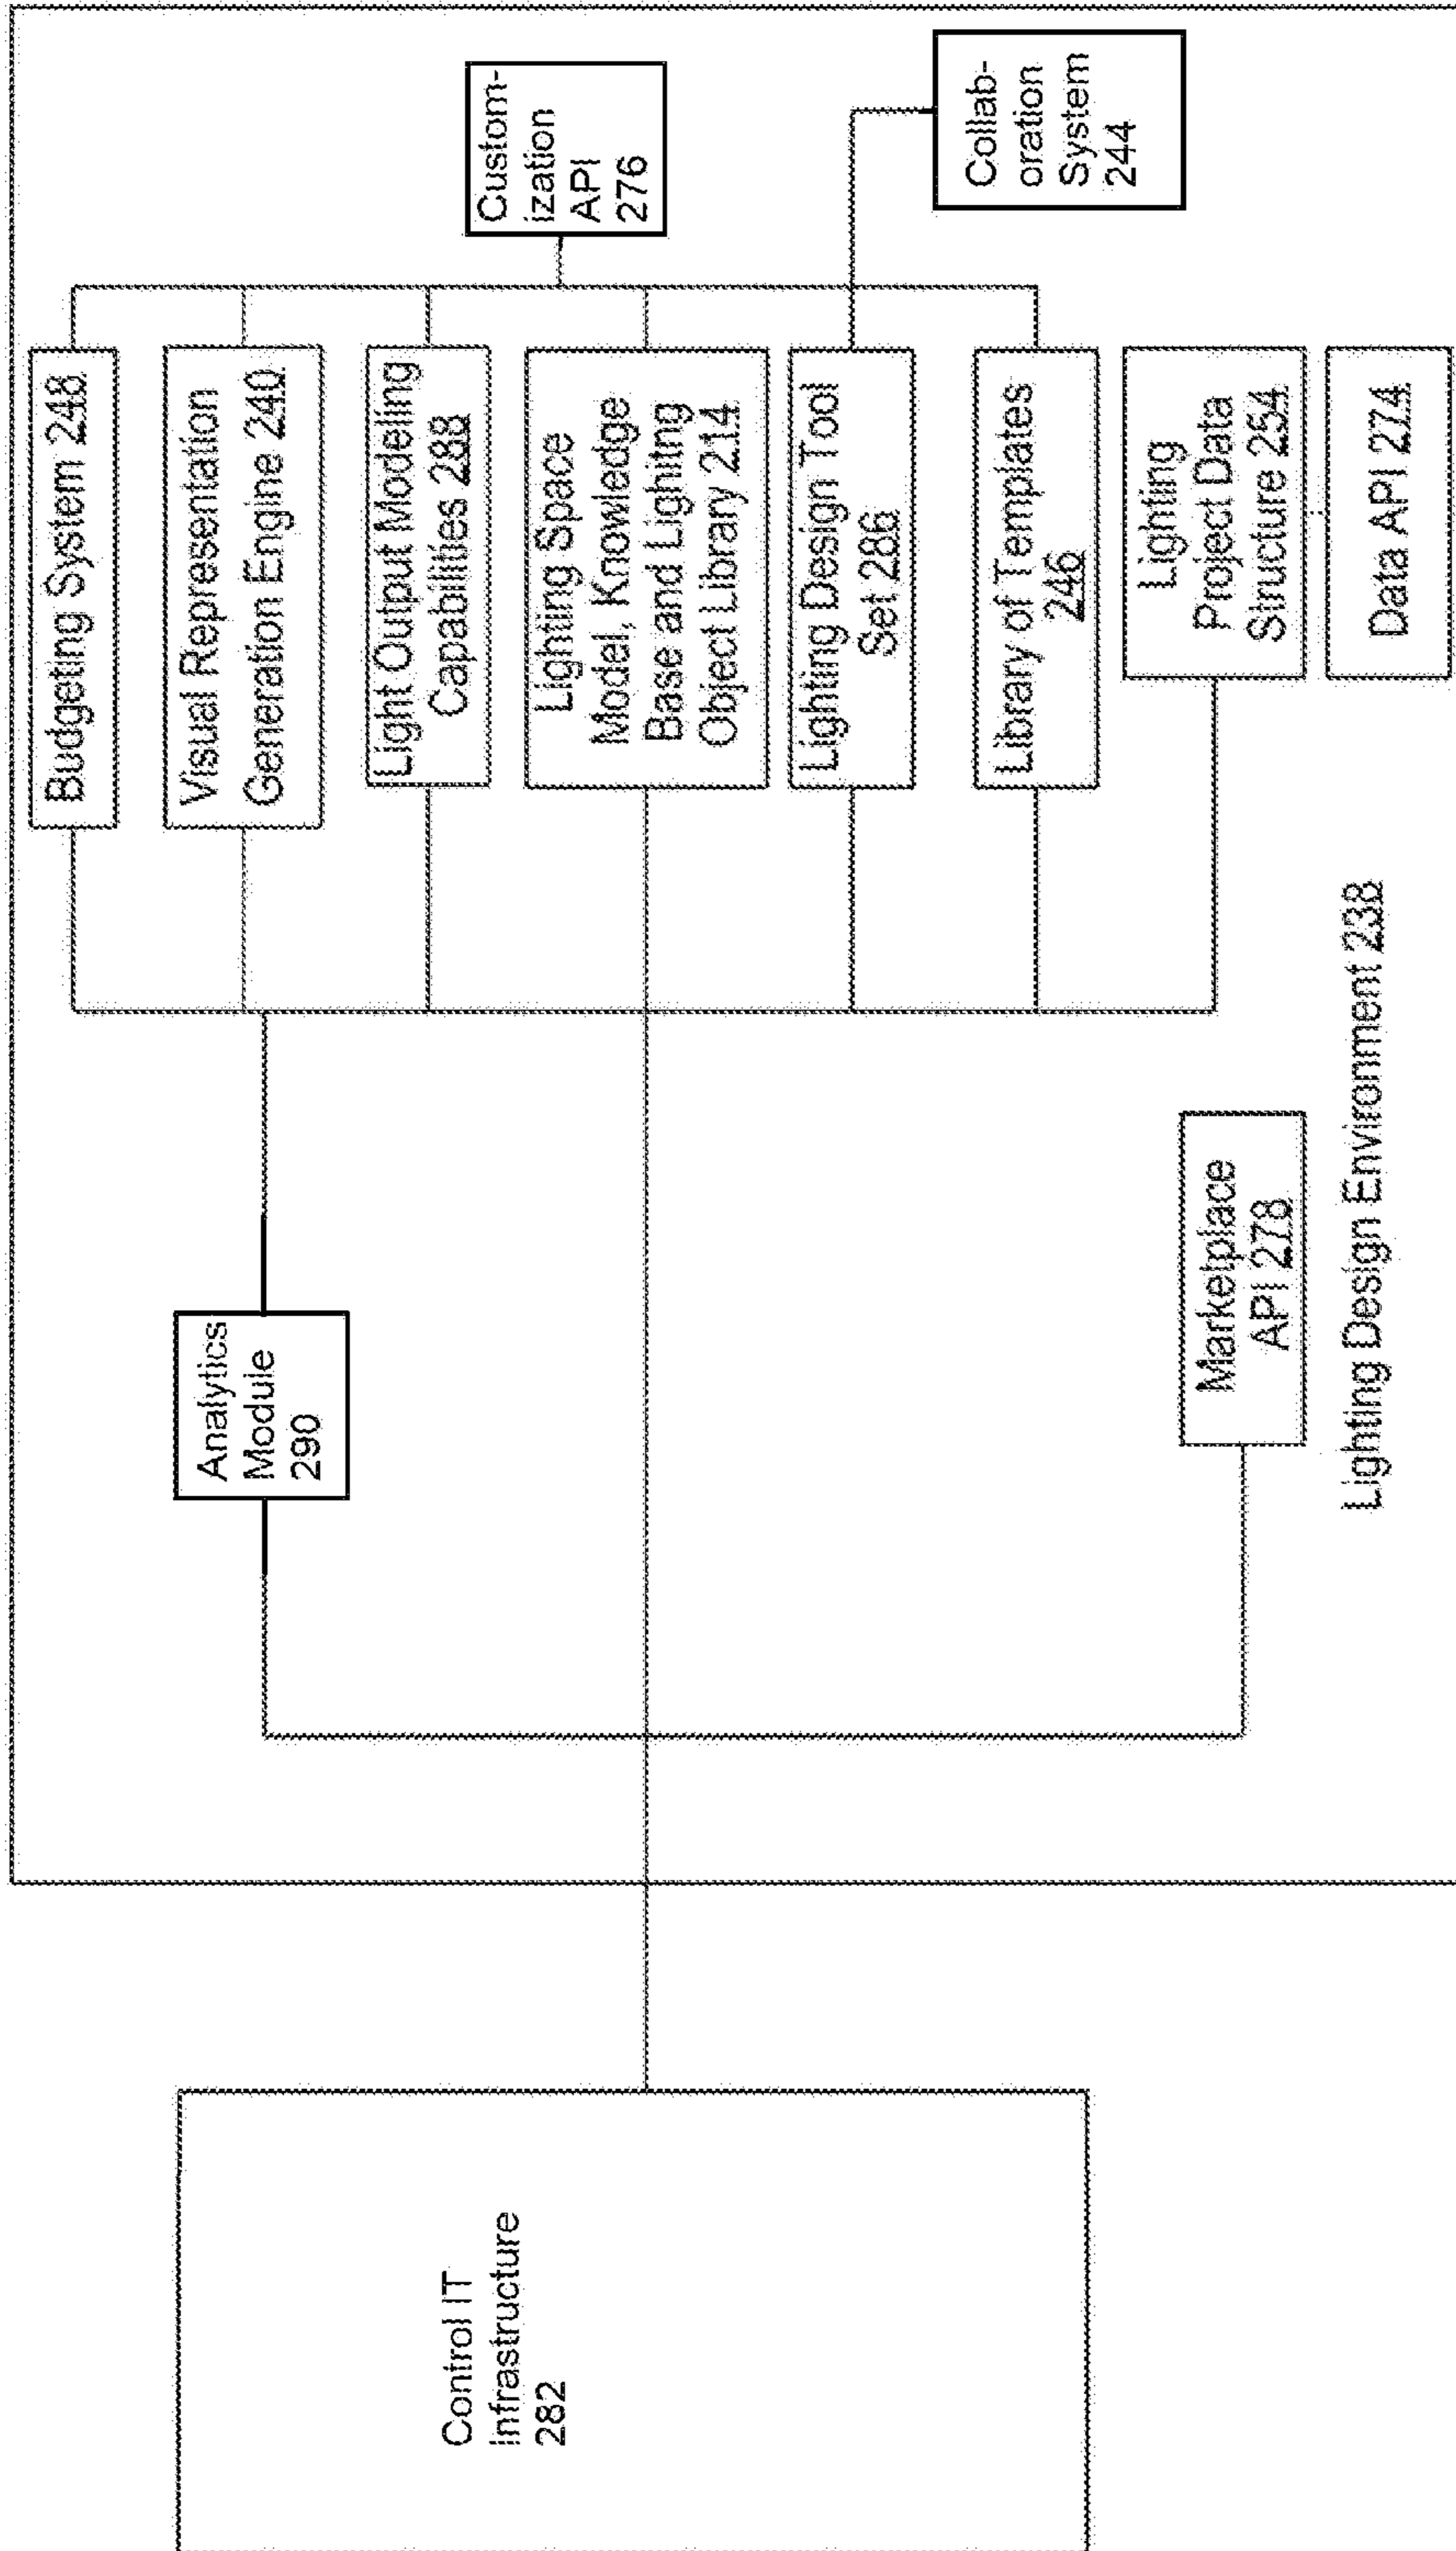 Control IT
Infrastructure
282
Analytics
Module
290
Marketplace
API 278
Lighting Design Environment 238
Budgeting System 248
Visual Representation
Generation Engine 240
Light Output Modeling
Capabilities 288
Lighting Space
Model, Knowledge
Base and Lighitng
Object Library 214
Lighting Design Tool
Set 286
Library of Templates
246
Lighting
Project Data
Structure 254
Data API 274
Custom-
ization
API
276
Collab-
oration
System
244